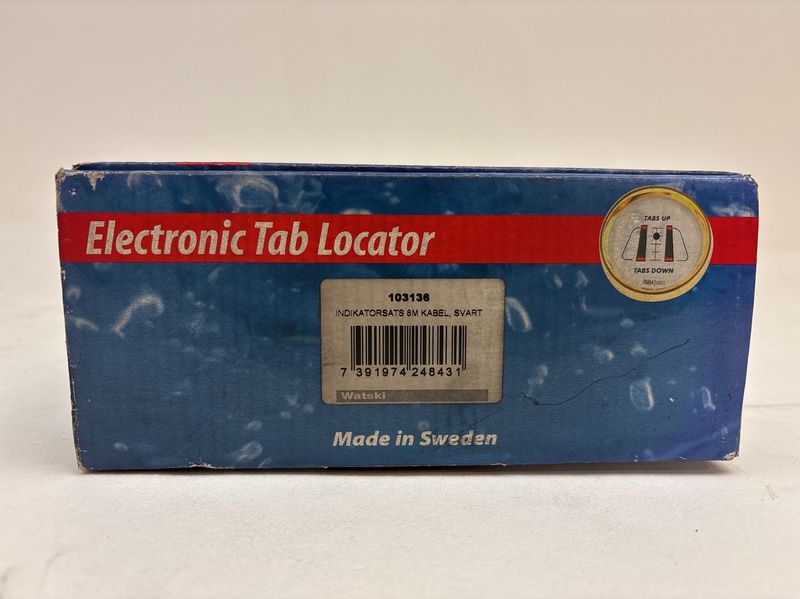 Electronic Tab Locator
TABS UP
TABS DOWN
103136
INDIKATORSATS 8M KABEL, SVART
7 391974 248431
Watski
Made in Sweden